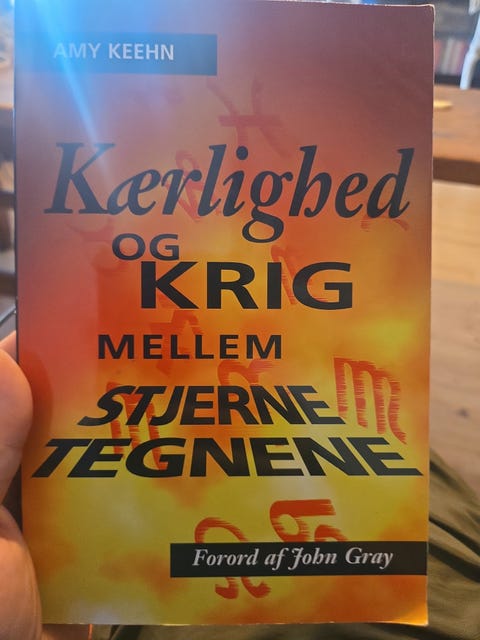 AMY KEEHN
Kærlighed
OG
KRIG
MELLEM
STJERNE
TEGNENE
Forord af John Gray